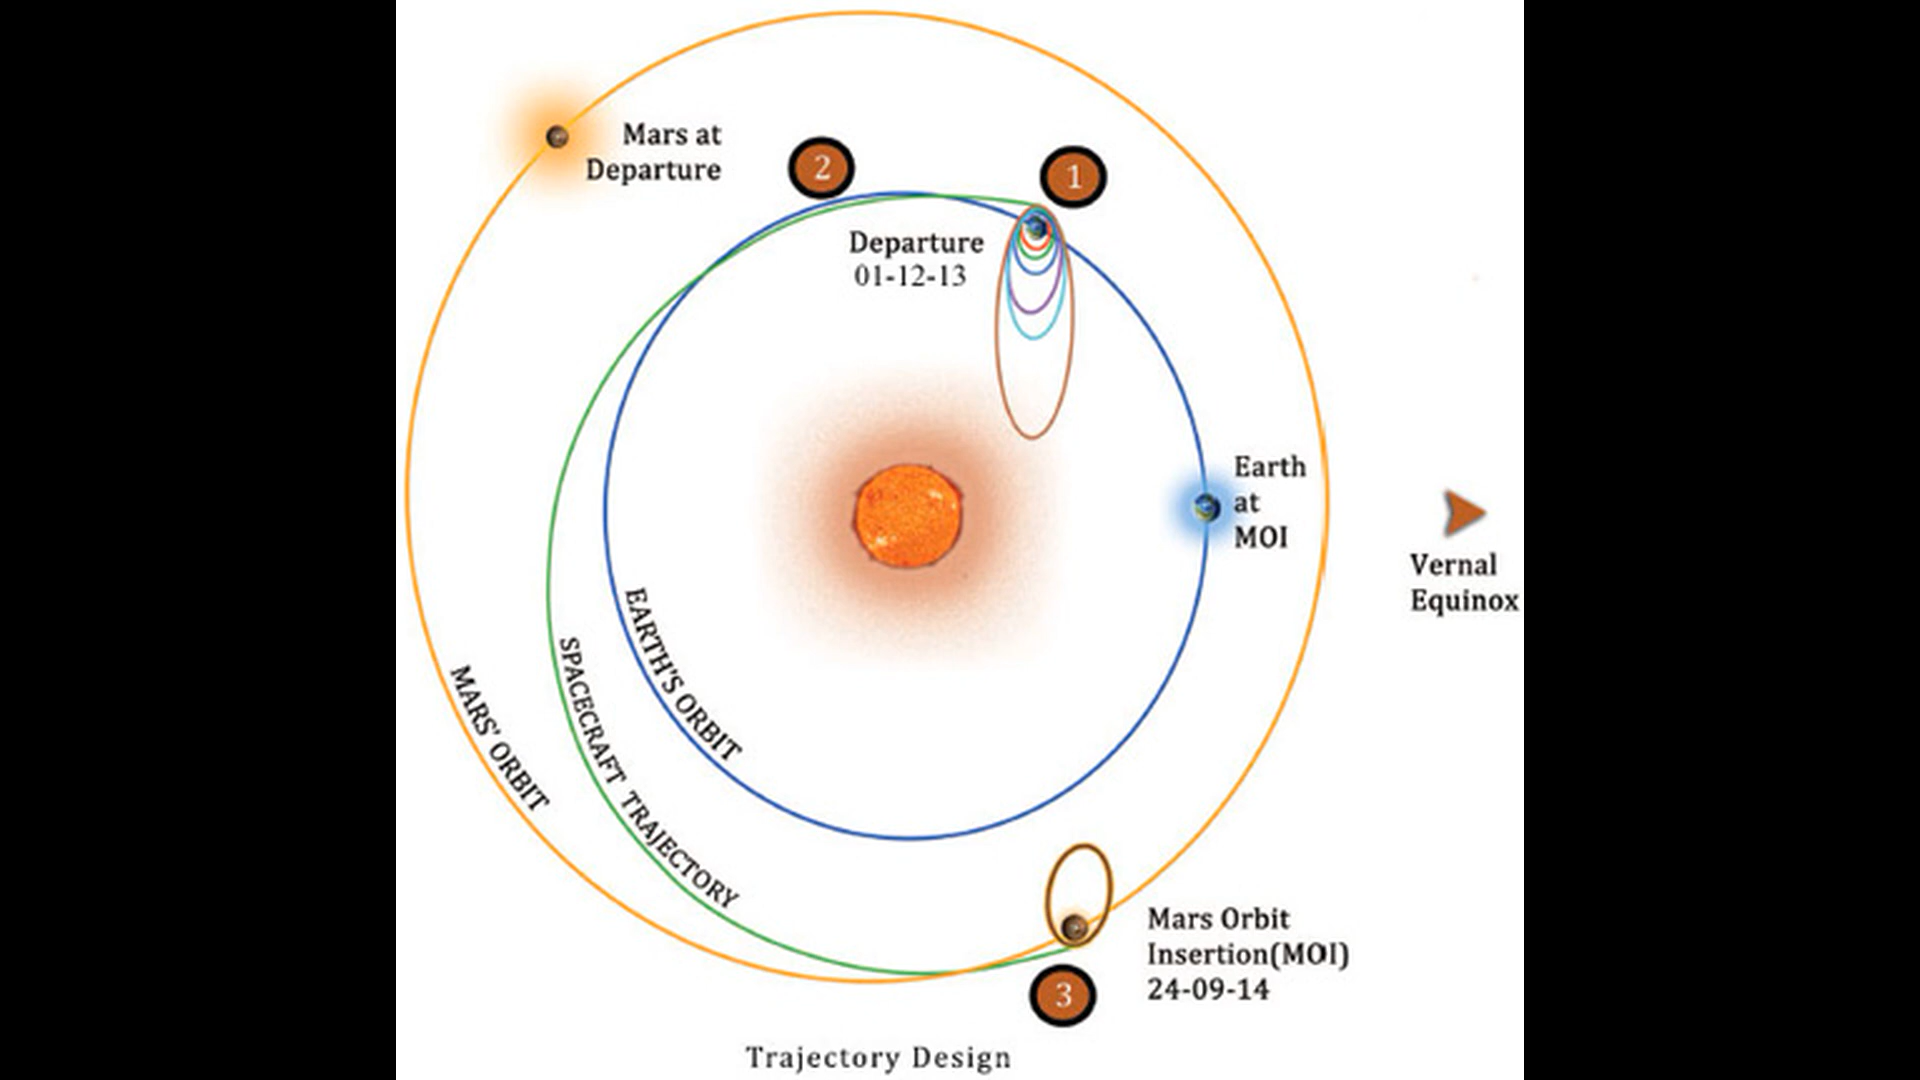 Mars at
Departure
2
1
Departure
01-12-13
Earth
at
MOI
Vernal
Equinox
EARTH'S ORBIT
SPACECRAFT TRAJECTORY
MARS' ORBIT
Mars Orbit
Insertion(MOI)
24-09-14
3
Trajectory Design